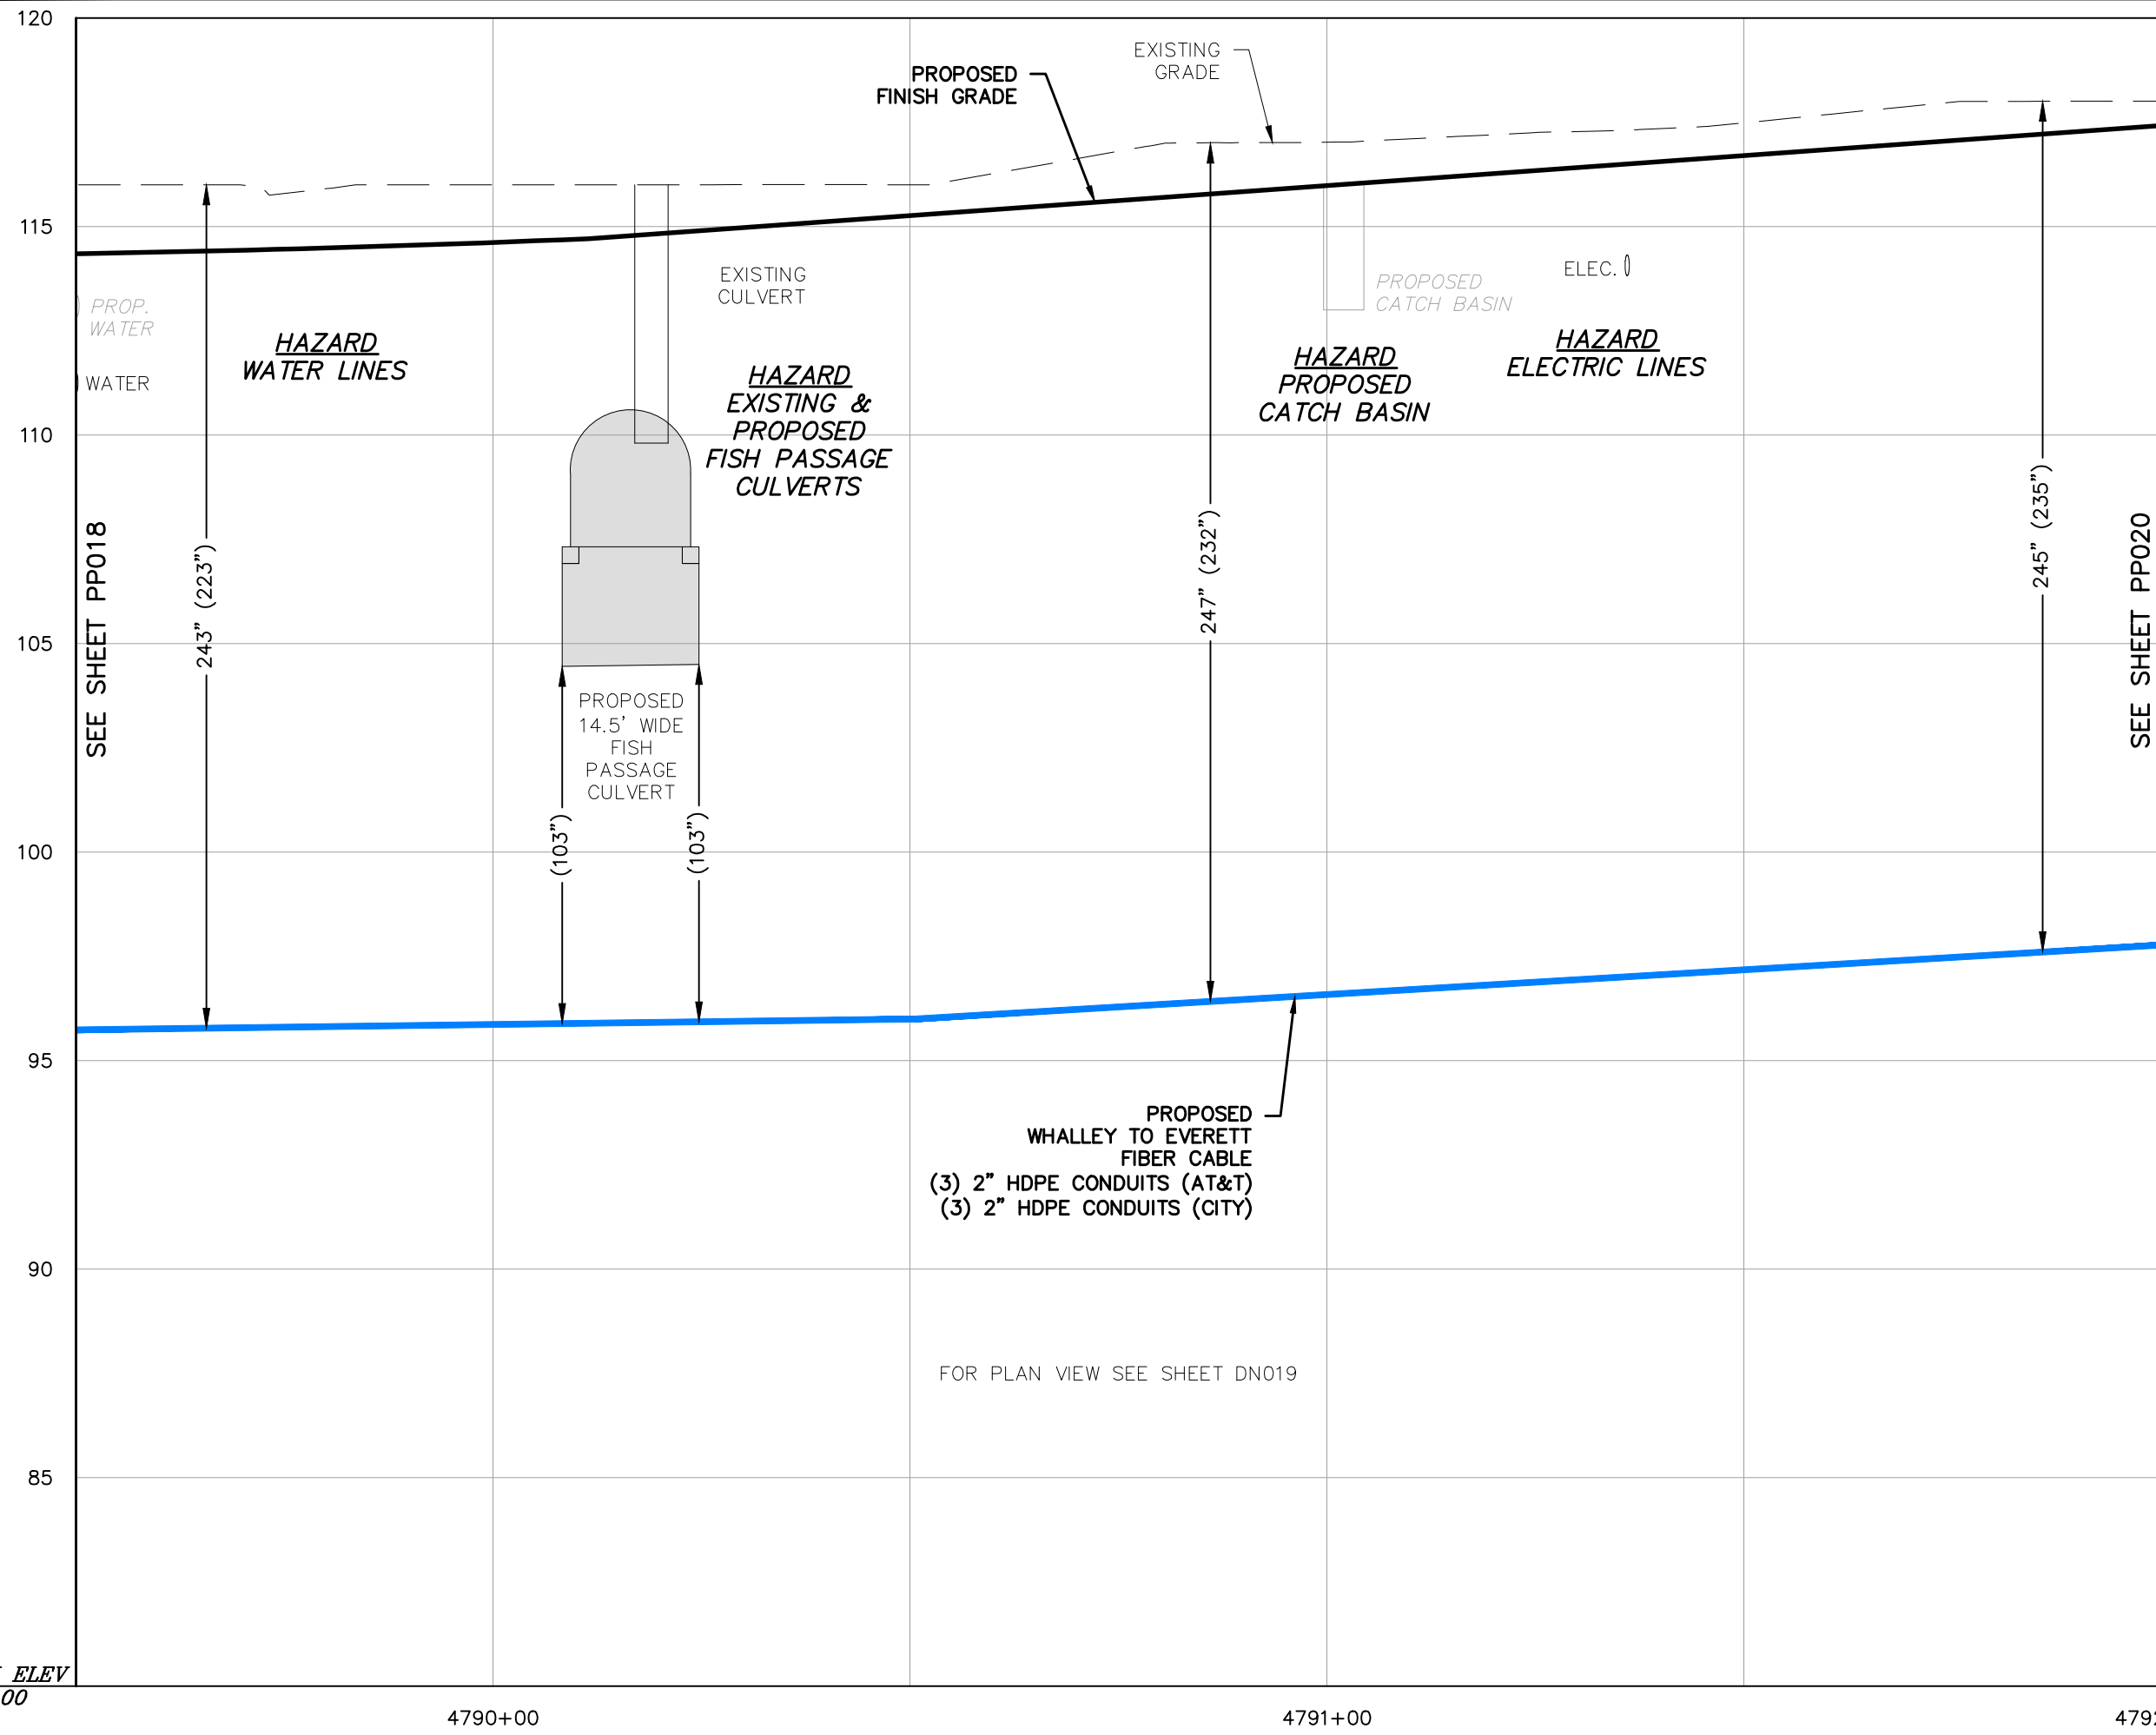 120
EXISTING
GRADE
PROPOSED
FINISH GRADE
115
EXISTING
CULVERT
ELEC.
PROPOSED
CATCH BASIN
PROP.
WATER
HAZARD
WATER LINES
WATER
HAZARD
EXISTING &
PROPOSED
FISH PASSAGE
CULVERTS
HAZARD
PROPOSED
CATCH BASIN
HAZARD
ELECTRIC LINES
110
SEE SHEET PP018
243" (223")
247" (232")
245" (235")
SEE SHEET PP020
105
PROPOSED
14.5' WIDE
FISH
PASSAGE
CULVERT
(103")
(103")
100
95
PROPOSED
WHALLEY TO EVERETT
FIBER CABLE
(3) 2" HDPE CONDUITS (AT&T)
(3) 2" HDPE CONDUITS (CITY)
90
FOR PLAN VIEW SEE SHEET DN019
85
ELEV
00
4790+00
4791+00